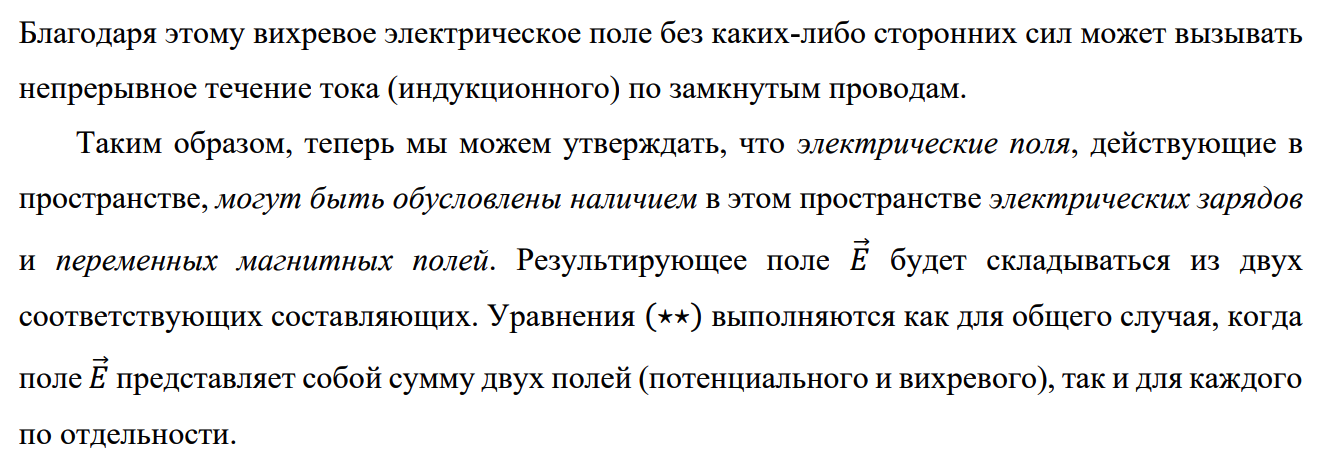 Благодаря этому вихревое электрическое поле без каких-либо сторонних сил может вызывать
непрерывное течение тока (индукционного) по замкнутым проводам.
Таким образом, теперь мы можем утверждать, что электрические поля, действующие в
пространстве, могут быть обусловлены наличием в этом пространстве электрических зарядов
и переменных магнитных полей. Результирующее поле \vec{E} будет складываться из двух
соответствующих составляющих. Уравнения (⋆⋆) выполняются как для общего случая, когда
поле \vec{E} представляет собой сумму двух полей (потенциального и вихревого), так и для каждого
по отдельности.